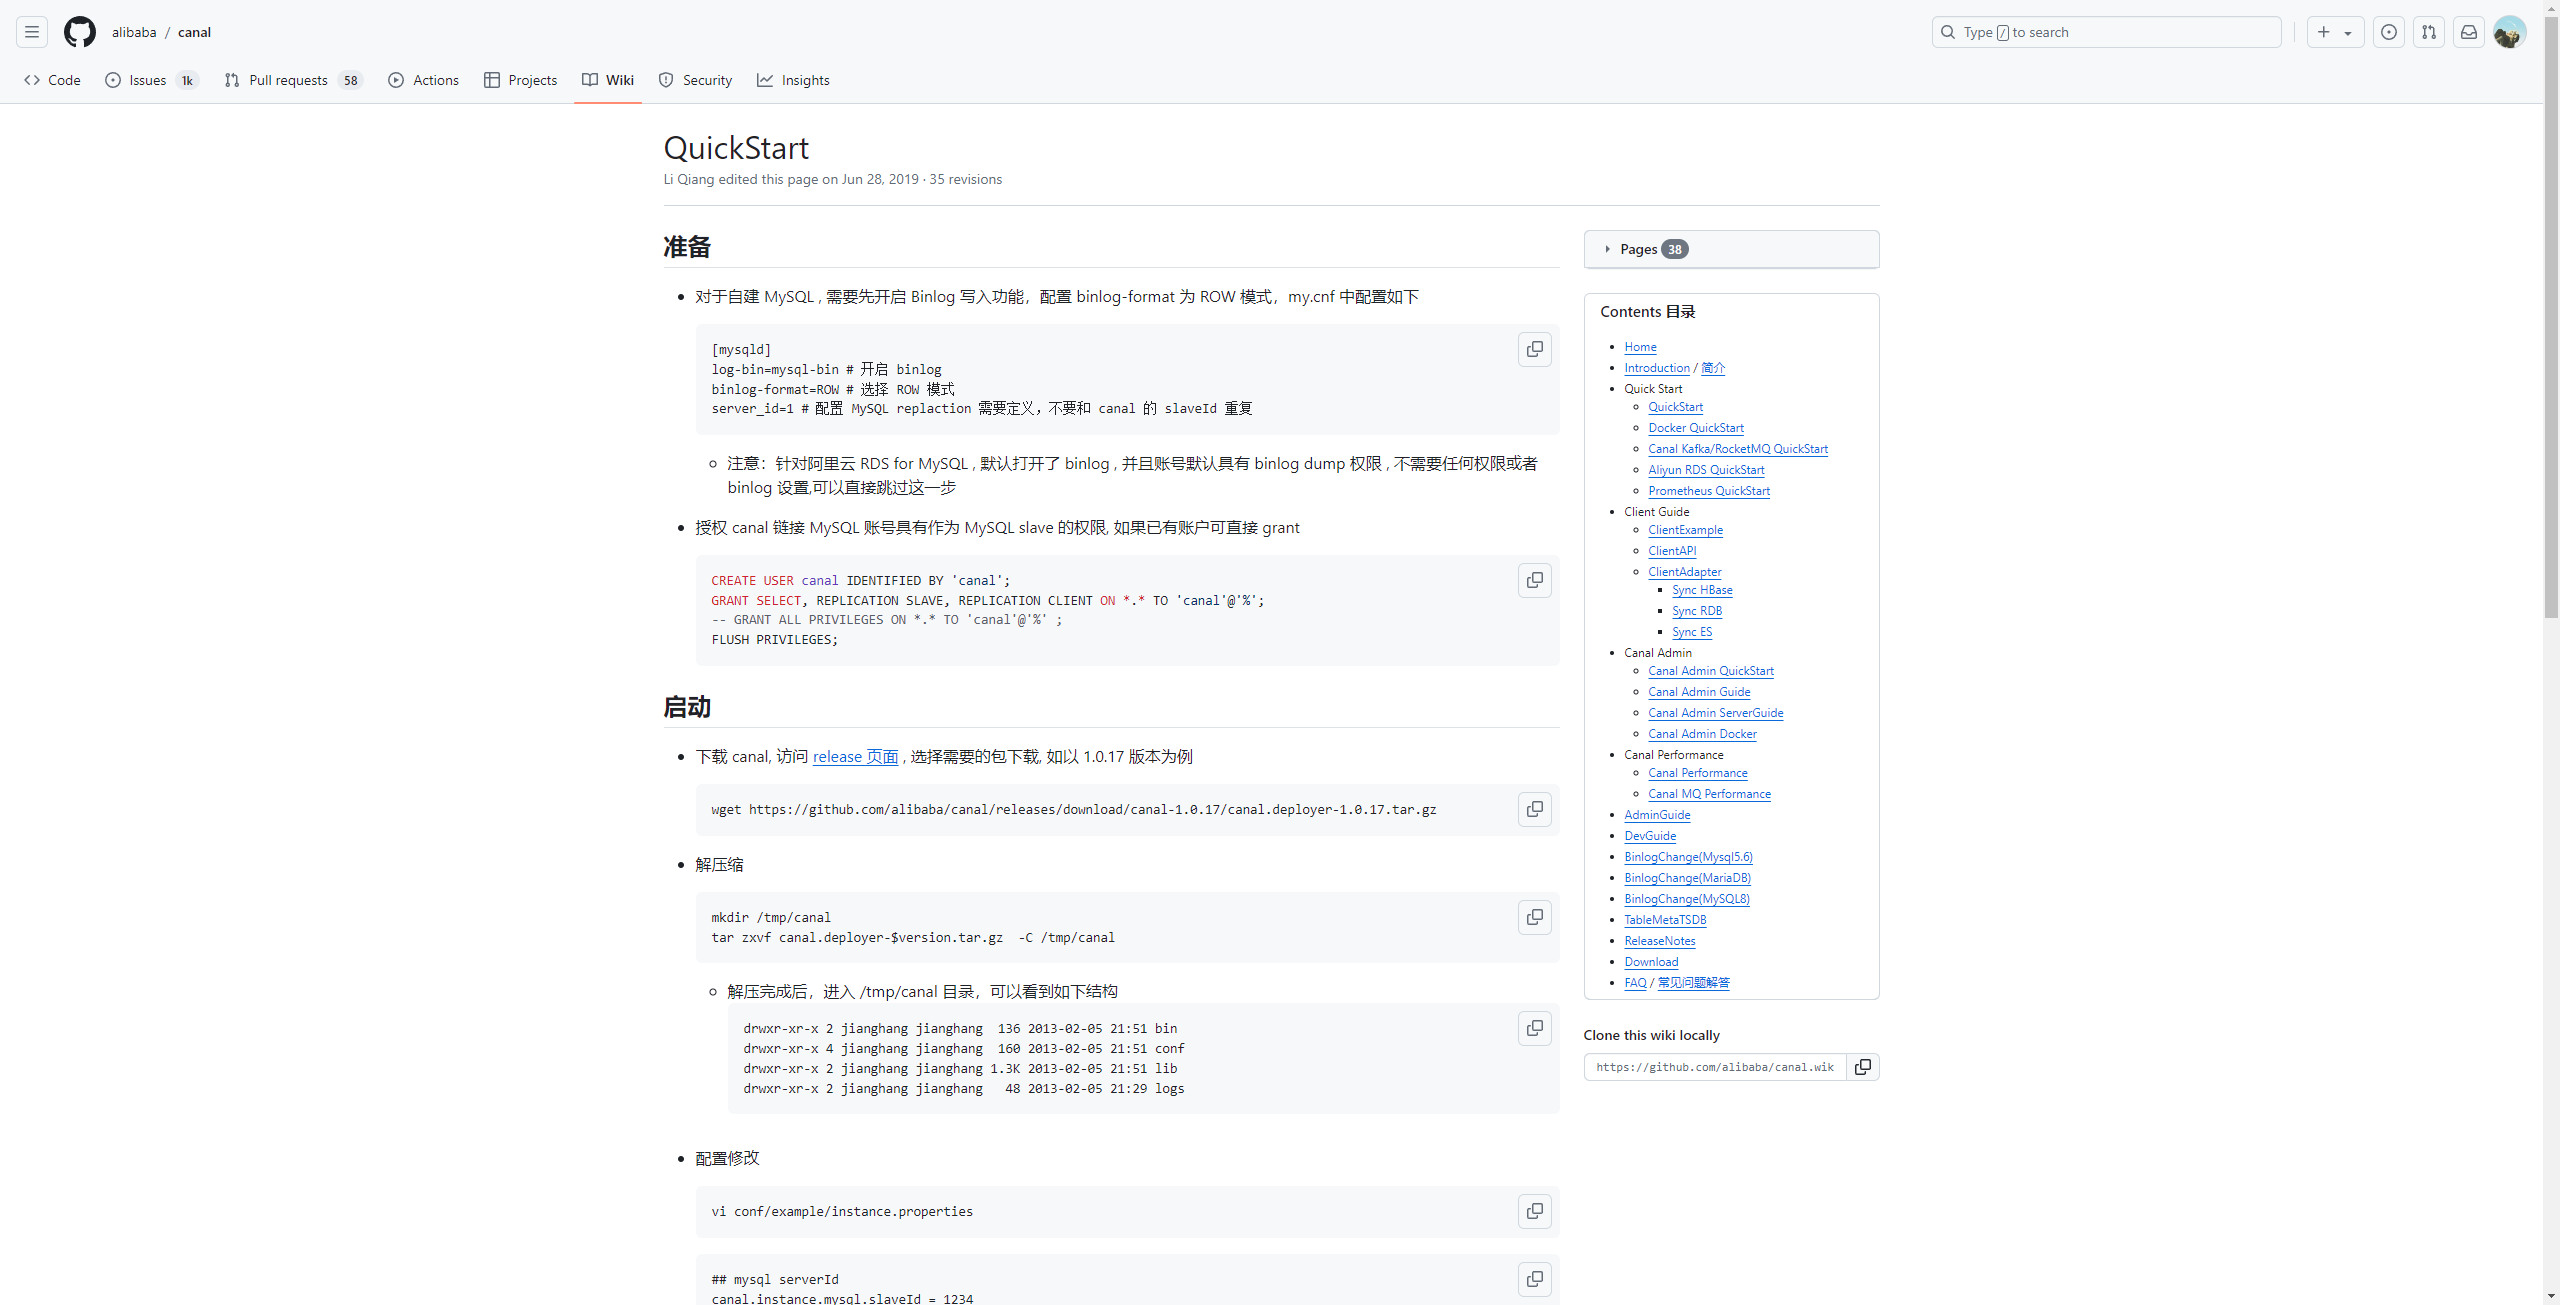 alibaba / canal
Type / to search
Code
Issues 1k
Pull requests 58
Actions
Projects
Wiki
Security
Insights
QuickStart
Li Qiang edited this page on Jun 28, 2019 · 35 revisions
准备
对于自建 MySQL , 需要先开启 Binlog 写入功能，配置 binlog-format 为 ROW 模式，my.cnf 中配置如下
[mysqld]
log-bin=mysql-bin # 开启 binlog
binlog-format=ROW # 选择 ROW 模式
server_id=1 # 配置 MySQL replaction 需要定义，不要和 canal 的 slaveId 重复
注意：针对阿里云 RDS for MySQL , 默认打开了 binlog , 并且账号默认具有 binlog dump 权限 , 不需要任何权限或者
binlog 设置,可以直接跳过这一步
授权 canal 链接 MySQL 账号具有作为 MySQL slave 的权限, 如果已有账户可直接 grant
CREATE USER canal IDENTIFIED BY 'canal';
GRANT SELECT, REPLICATION SLAVE, REPLICATION CLIENT ON *.* TO 'canal'@'%';
-- GRANT ALL PRIVILEGES ON *.* TO 'canal'@'%' ;
FLUSH PRIVILEGES;
启动
下载 canal, 访问 release 页面 , 选择需要的包下载, 如以 1.0.17 版本为例
wget https://github.com/alibaba/canal/releases/download/canal-1.0.17/canal.deployer-1.0.17.tar.gz
解压缩
mkdir /tmp/canal
tar zxvf canal.deployer-$version.tar.gz  -C /tmp/canal
解压完成后，进入 /tmp/canal 目录，可以看到如下结构
drwxr-xr-x 2 jianghang jianghang  136 2013-02-05 21:51 bin
drwxr-xr-x 4 jianghang jianghang  160 2013-02-05 21:51 conf
drwxr-xr-x 2 jianghang jianghang 1.3K 2013-02-05 21:51 lib
drwxr-xr-x 2 jianghang jianghang   48 2013-02-05 21:29 logs
配置修改
vi conf/example/instance.properties
## mysql serverId
canal.instance.mysql.slaveId = 1234
Pages 38
Contents 目录
Home
Introduction / 简介
Quick Start
QuickStart
Docker QuickStart
Canal Kafka/RocketMQ QuickStart
Aliyun RDS QuickStart
Prometheus QuickStart
Client Guide
ClientExample
ClientAPI
ClientAdapter
Sync HBase
Sync RDB
Sync ES
Canal Admin
Canal Admin QuickStart
Canal Admin Guide
Canal Admin ServerGuide
Canal Admin Docker
Canal Performance
Canal Performance
Canal MQ Performance
AdminGuide
DevGuide
BinlogChange(Mysql5.6)
BinlogChange(MariaDB)
BinlogChange(MySQL8)
TableMetaTSDB
ReleaseNotes
Download
FAQ / 常见问题解答
Clone this wiki locally
https://github.com/alibaba/canal.wik